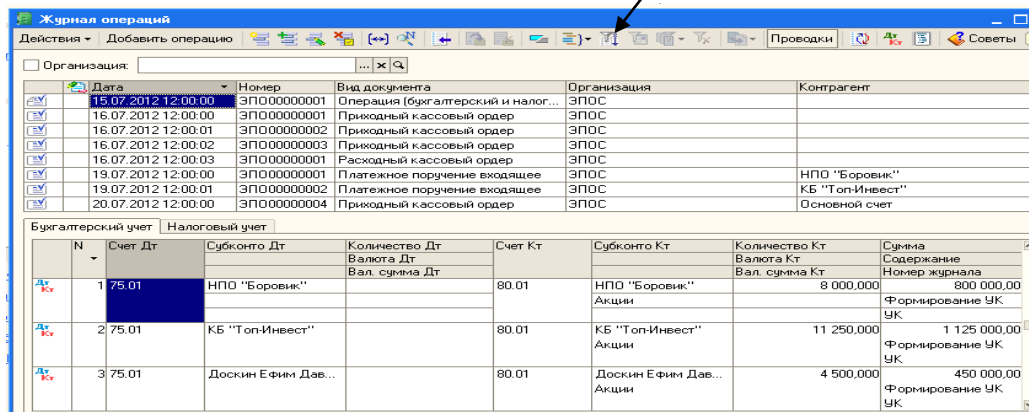 Журнал операций
Действия Добавить операцию Проводки Дт Кт Советы
Организация: ... x
Дата Номер Вид документа Организация Контрагент
15.07.2012 12:00:00 ЭПО00000001 Операция (бухгалтерский и налог... ЭПОС
16.07.2012 12:00:00 ЭПО00000001 Приходный кассовый ордер ЭПОС
16.07.2012 12:00:01 ЭПО00000002 Приходный кассовый ордер ЭПОС
16.07.2012 12:00:02 ЭПО00000003 Приходный кассовый ордер ЭПОС
16.07.2012 12:00:03 ЭПО00000001 Расходный кассовый ордер ЭПОС
19.07.2012 12:00:00 ЭПО00000001 Платежное поручение входящее ЭПОС НПО "Боровик"
19.07.2012 12:00:01 ЭПО00000002 Платежное поручение входящее ЭПОС КБ "Топ-Инвест"
20.07.2012 12:00:00 ЭПО00000004 Приходный кассовый ордер ЭПОС Основной счет
Бухгалтерский учет Налоговый учет
N Счет Дт Субконто Дт Количество Дт Счет Кт Субконто Кт Количество Кт Сумма
Валюта Дт Валюта Кт Содержание
Вал. сумма Дт Вал. сумма Кт Номер журнала
Дт Кт 1 75.01 НПО "Боровик" 80.01 НПО "Боровик" 8 000,000 800 000,00
Акции Формирование УК
УК
Дт Кт 2 75.01 КБ "Топ-Инвест" 80.01 КБ "Топ-Инвест" 11 250,000 1 125 000,00
Акции Формирование УК
УК
Дт Кт 3 75.01 Доскин Ефим Дав... 80.01 Доскин Ефим Дав... 4 500,000 450 000,00
Акции Формирование УК
УК